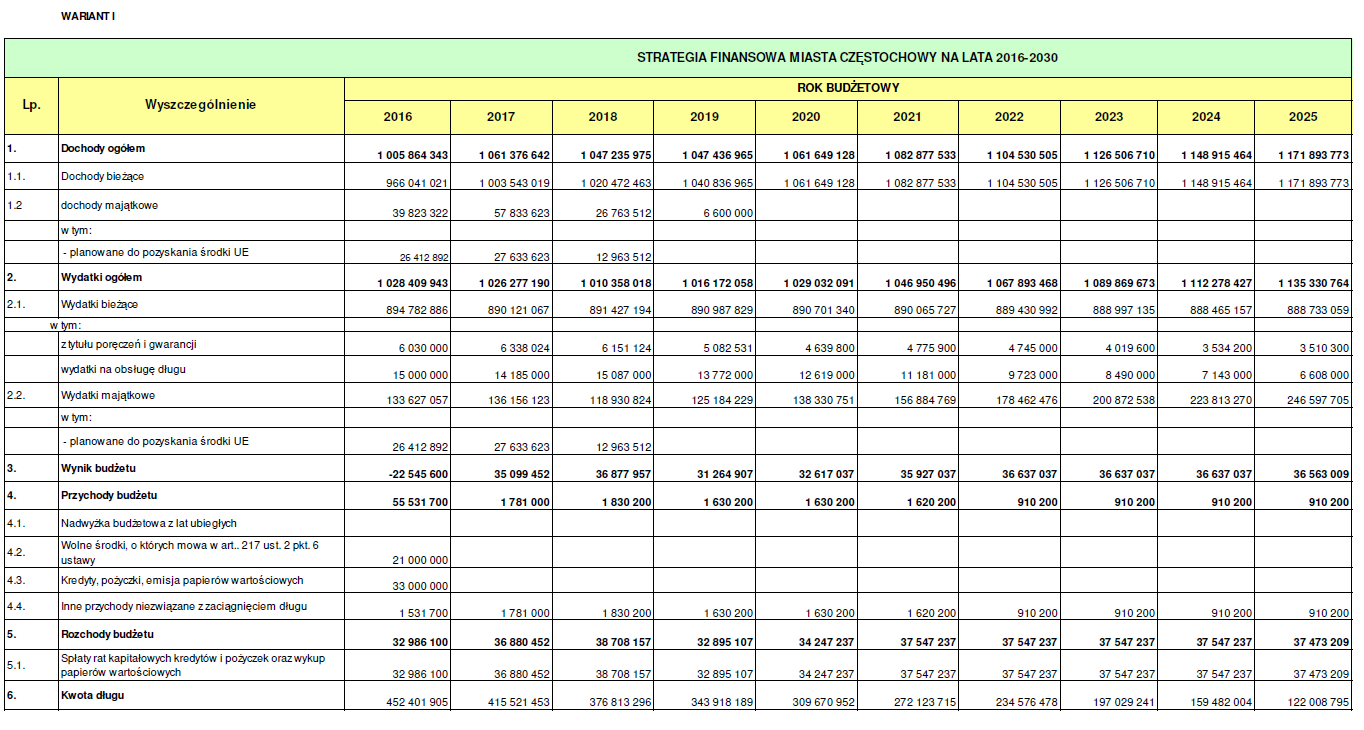 WARIANT I
STRATEGIA FINANSOWA MIASTA CZĘSTOCHOWY NA LATA 2016-2030
Lp. Wyszczególnienie ROK BUDŻETOWY
2016 2017 2018 2019 2020 2021 2022 2023 2024 2025
1. Dochody ogółem 1 005 864 343 1 061 376 642 1 047 235 975 1 047 436 965 1 061 649 128 1 082 877 533 1 104 530 505 1 126 506 710 1 148 915 464 1 171 893 773
1.1. Dochody bieżące 966 041 021 1 003 543 019 1 020 472 463 1 040 836 965 1 061 649 128 1 082 877 533 1 104 530 505 1 126 506 710 1 148 915 464 1 171 893 773
1.2 dochody majątkowe 39 823 322 57 833 623 26 763 512 6 600 000
w tym:
- planowane do pozyskania środki UE 26 412 892 27 633 623 12 963 512
2. Wydatki ogółem 1 028 409 943 1 026 277 190 1 010 358 018 1 016 172 058 1 029 032 091 1 046 950 496 1 067 893 468 1 089 869 673 1 112 278 427 1 135 330 764
2.1. Wydatki bieżące 894 782 886 890 121 067 891 427 194 890 987 829 890 701 340 890 065 727 889 430 992 888 997 135 888 465 157 888 733 059
w tym:
z tytułu poręczeń i gwarancji 6 030 000 6 338 024 6 151 124 5 082 531 4 639 800 4 775 900 4 745 000 4 019 600 3 534 200 3 510 300
wydatki na obsługę długu 15 000 000 14 185 000 15 087 000 13 772 000 12 619 000 11 181 000 9 723 000 8 490 000 7 143 000 6 608 000
2.2. Wydatki majątkowe 133 627 057 136 156 123 118 930 824 125 184 229 138 330 751 156 884 769 178 462 476 200 872 538 223 813 270 246 597 705
w tym:
- planowane do pozyskania środki UE 26 412 892 27 633 623 12 963 512
3. Wynik budżetu -22 545 600 35 099 452 36 877 957 31 264 907 32 617 037 35 927 037 36 637 037 36 637 037 36 637 037 36 563 009
4. Przychody budżetu 55 531 700 1 781 000 1 830 200 1 630 200 1 630 200 1 620 200 910 200 910 200 910 200 910 200
4.1. Nadwyżka budżetowa z lat ubiegłych
4.2. Wolne środki, o których mowa w art.. 217 ust. 2 pkt. 6
ustawy 21 000 000
4.3. Kredyty, pożyczki, emisja papierów wartościowych 33 000 000
4.4. Inne przychody niezwiązane z zaciągnięciem długu 1 531 700 1 781 000 1 830 200 1 630 200 1 630 200 1 620 200 910 200 910 200 910 200 910 200
5. Rozchody budżetu 32 986 100 36 880 452 38 708 157 32 895 107 34 247 237 37 547 237 37 547 237 37 547 237 37 547 237 37 473 209
5.1. Spłaty rat kapitałowych kredytów i pożyczek oraz wykup
papierów wartościowych 32 986 100 36 880 452 38 708 157 32 895 107 34 247 237 37 547 237 37 547 237 37 547 237 37 547 237 37 473 209
6. Kwota długu 452 401 905 415 521 453 376 813 296 343 918 189 309 670 952 272 123 715 234 576 478 197 029 241 159 482 004 122 008 795